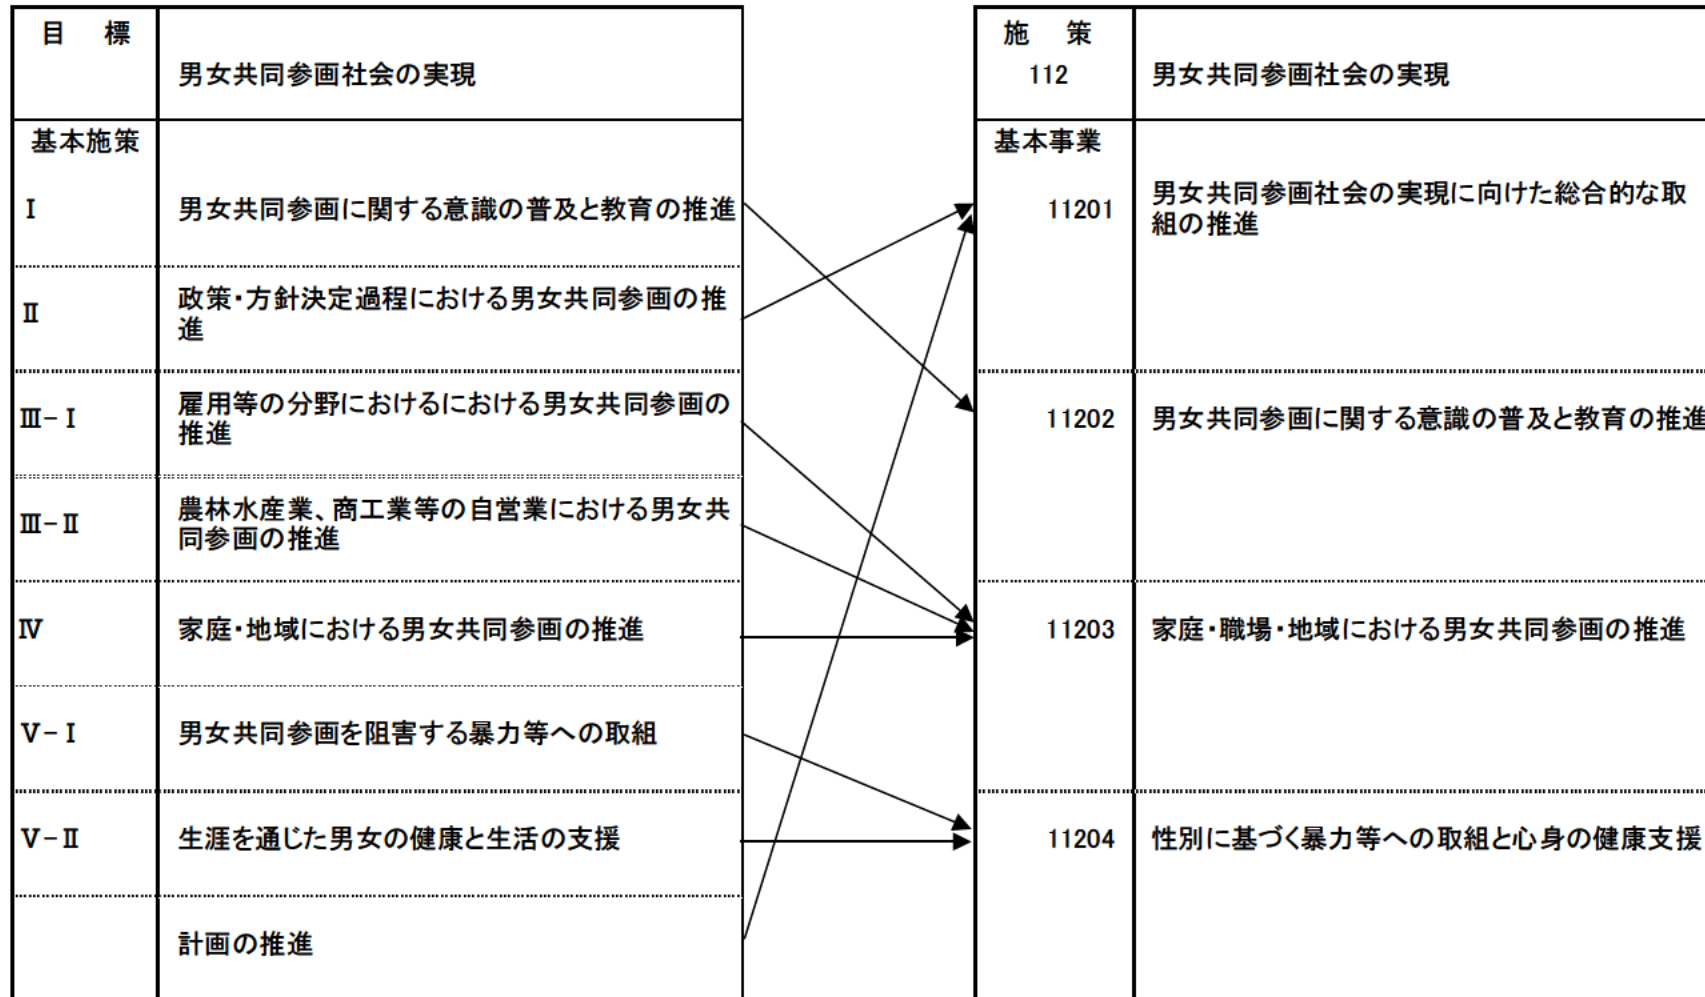 目　標
男女共同参画社会の実現
基本施策
Ⅰ
男女共同参画に関する意識の普及と教育の推進
Ⅱ
政策・方針決定過程における男女共同参画の推
進
Ⅲ-Ⅰ
雇用等の分野におけるにおける男女共同参画の
推進
Ⅲ-Ⅱ
農林水産業、商工業等の自営業における男女共
同参画の推進
Ⅳ
家庭・地域における男女共同参画の推進
Ⅴ-Ⅰ
男女共同参画を阻害する暴力等への取組
Ⅴ-Ⅱ
生涯を通じた男女の健康と生活の支援
計画の推進
施　策
112
男女共同参画社会の実現
基本事業
11201
男女共同参画社会の実現に向けた総合的な取
組の推進
11202
男女共同参画に関する意識の普及と教育の推進
11203
家庭・職場・地域における男女共同参画の推進
11204
性別に基づく暴力等への取組と心身の健康支援